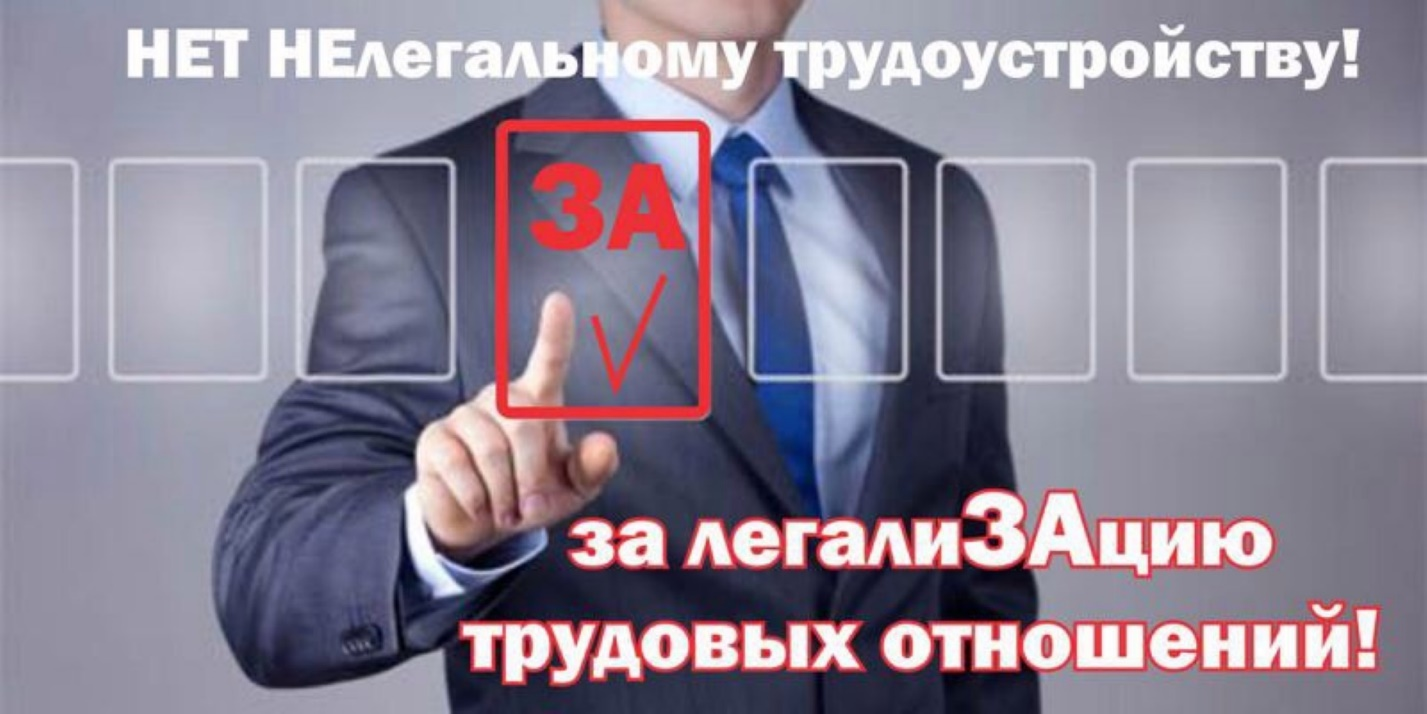 НЕТ НЕлегальному трудоустройству!
ЗА
за легалиЗАцию
трудовых отношений!